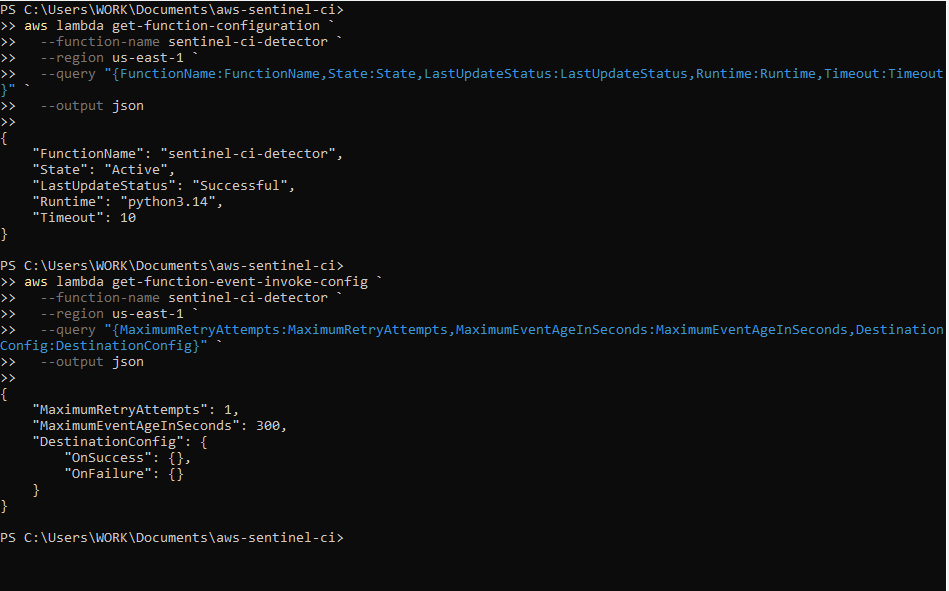 PS C:\Users\WORK\Documents\aws-sentinel-ci>
>> aws lambda get-function-configuration `
>>   --function-name sentinel-ci-detector `
>>   --region us-east-1 `
>>   --query "{FunctionName:FunctionName,State:State,LastUpdateStatus:LastUpdateStatus,Runtime:Runtime,Timeout:Timeout
}" `
>>   --output json
>>
{
    "FunctionName": "sentinel-ci-detector",
    "State": "Active",
    "LastUpdateStatus": "Successful",
    "Runtime": "python3.14",
    "Timeout": 10
}
PS C:\Users\WORK\Documents\aws-sentinel-ci>
>> aws lambda get-function-event-invoke-config `
>>   --function-name sentinel-ci-detector `
>>   --region us-east-1 `
>>   --query "{MaximumRetryAttempts:MaximumRetryAttempts,MaximumEventAgeInSeconds:MaximumEventAgeInSeconds,Destination
Config:DestinationConfig}" `
>>   --output json
>>
{
    "MaximumRetryAttempts": 1,
    "MaximumEventAgeInSeconds": 300,
    "DestinationConfig": {
        "OnSuccess": {},
        "OnFailure": {}
    }
}
PS C:\Users\WORK\Documents\aws-sentinel-ci>